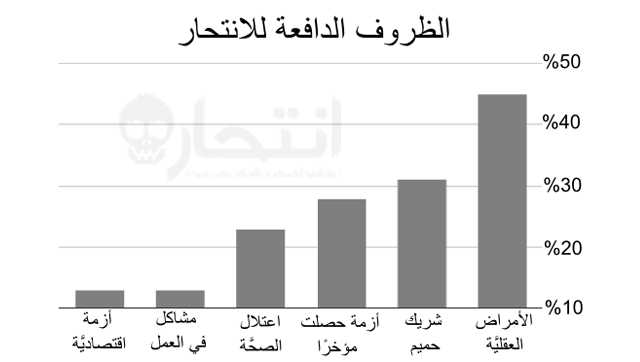 الظروف الدافعة للانتحار
%50
%40
%30
%20
%10
انتحار
الأمراض
العقليَّة
شريك
حميم
أزمة حصلت
مؤخرًا
اعتلال
الصحَّة
مشاكل
في العمل
أزمة
اقتصاديَّة